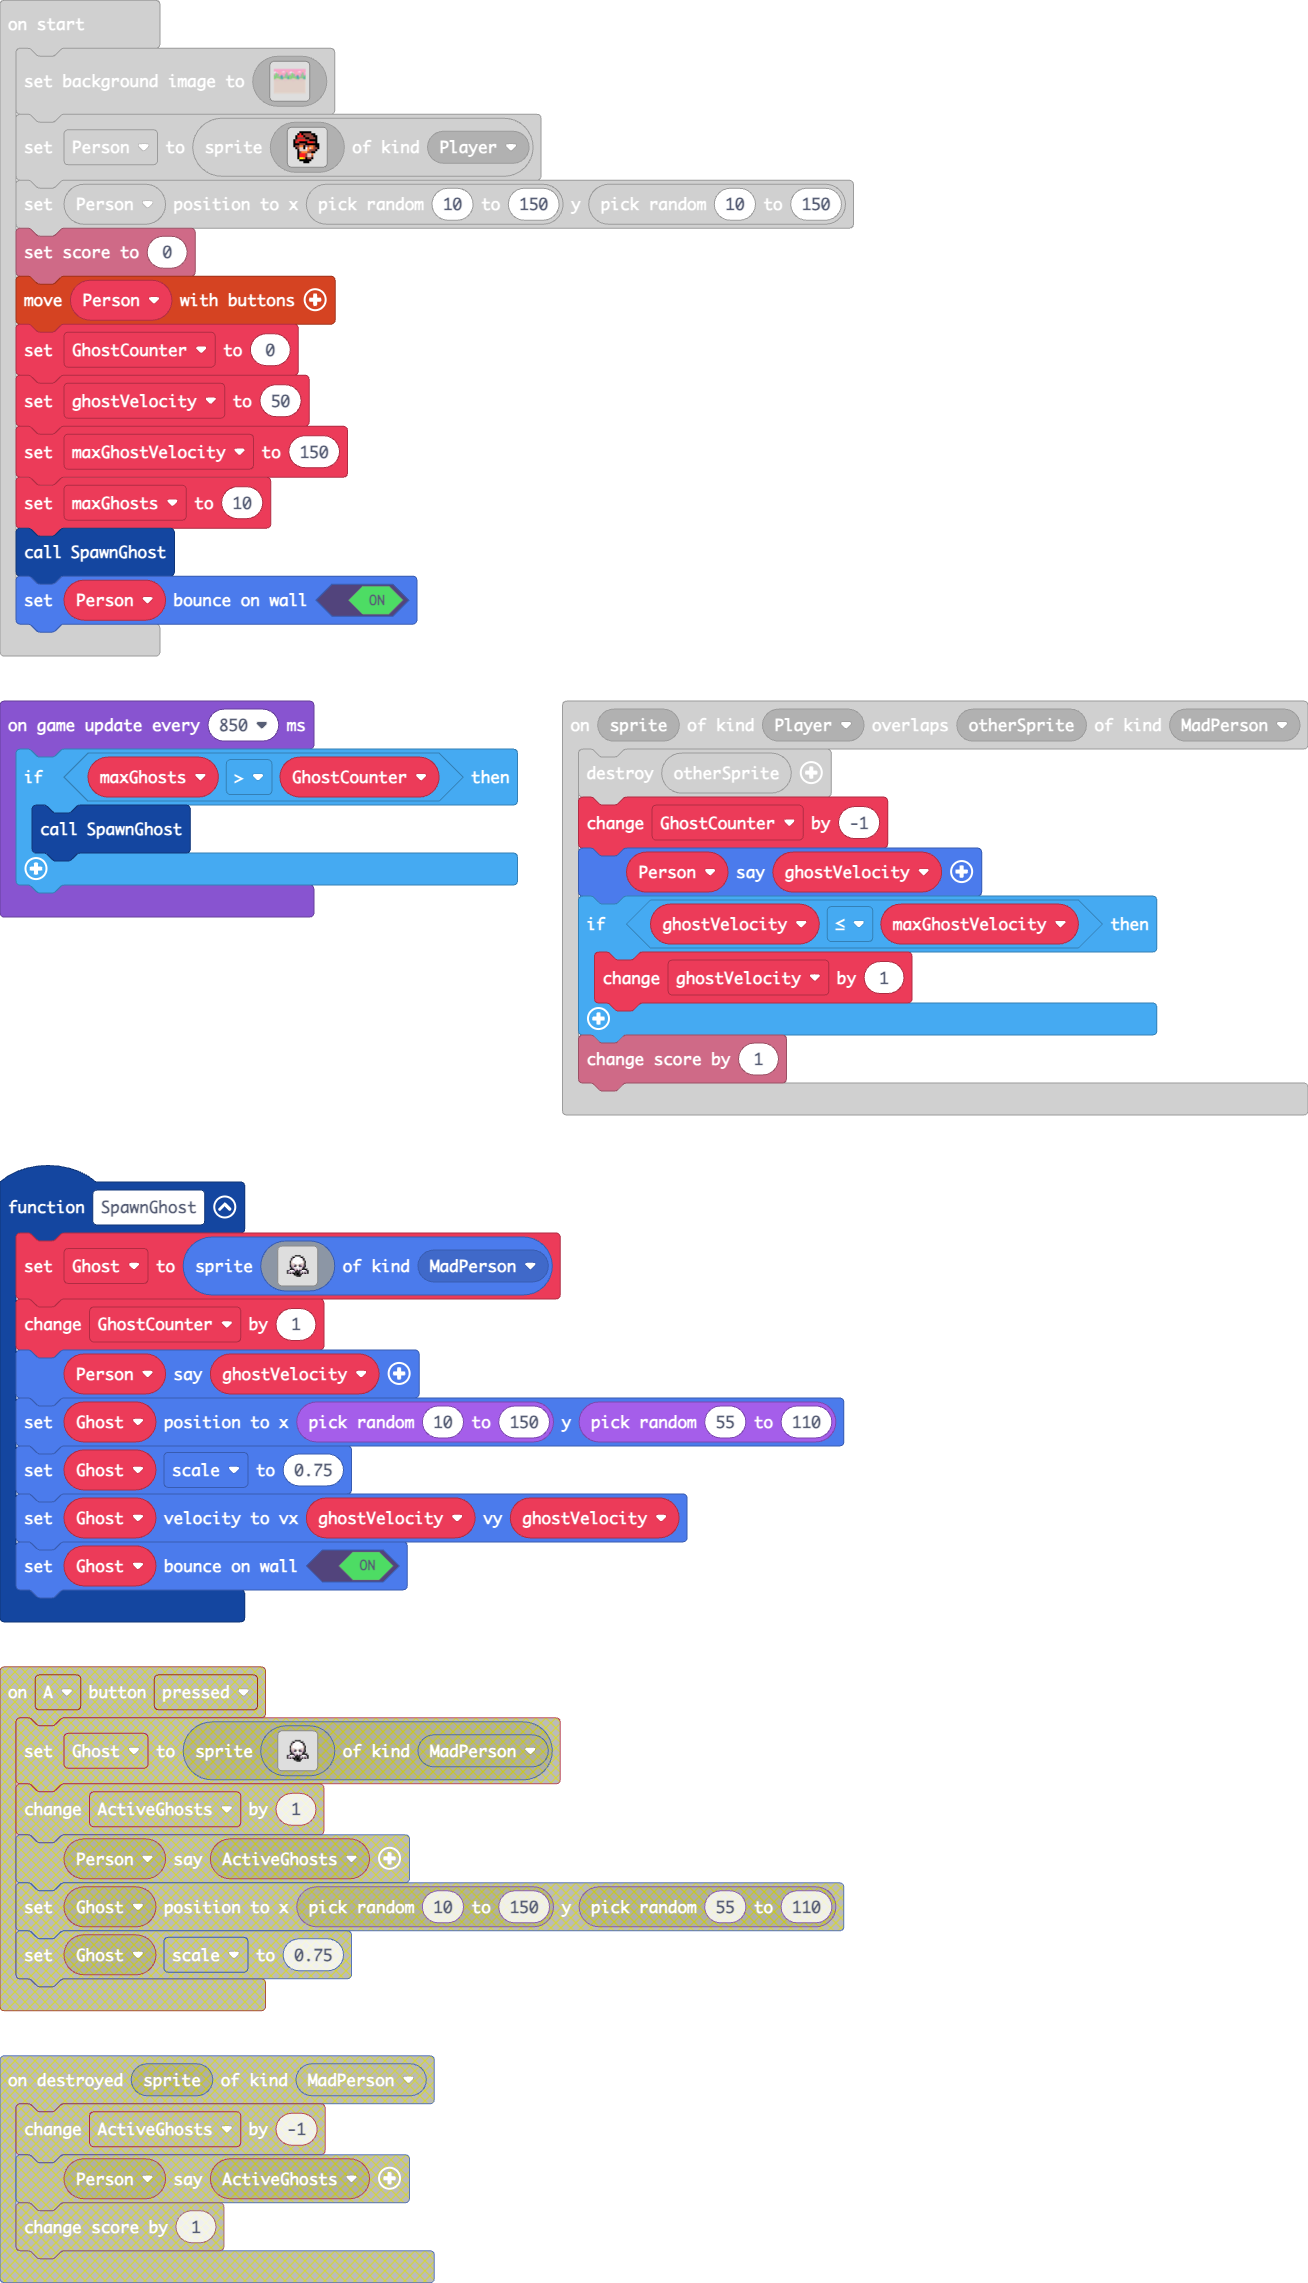 on start
set background image to
set Person to sprite of kind Player
set Person position to x pick random 10 to 150 y pick random 10 to 150
set score to 0
move Person with buttons
set GhostCounter to 0
set ghostVelocity to 50
set maxGhostVelocity to 150
set maxGhosts to 10
call SpawnGhost
set Person bounce on wall ON
on game update every 850 ms
if maxGhosts > GhostCounter then
call SpawnGhost
on sprite of kind Player overlaps otherSprite of kind MadPerson
destroy otherSprite
change GhostCounter by -1
Person say ghostVelocity
if ghostVelocity ≤ maxGhostVelocity then
change ghostVelocity by 1
change score by 1
function SpawnGhost
set Ghost to sprite of kind MadPerson
change GhostCounter by 1
Person say ghostVelocity
set Ghost position to x pick random 10 to 150 y pick random 55 to 110
set Ghost scale to 0.75
set Ghost velocity to vx ghostVelocity vy ghostVelocity
set Ghost bounce on wall ON
on A button pressed
set Ghost to sprite of kind MadPerson
change ActiveGhosts by 1
Person say ActiveGhosts
set Ghost position to x pick random 10 to 150 y pick random 55 to 110
set Ghost scale to 0.75
on destroyed sprite of kind MadPerson
change ActiveGhosts by -1
Person say ActiveGhosts
change score by 1